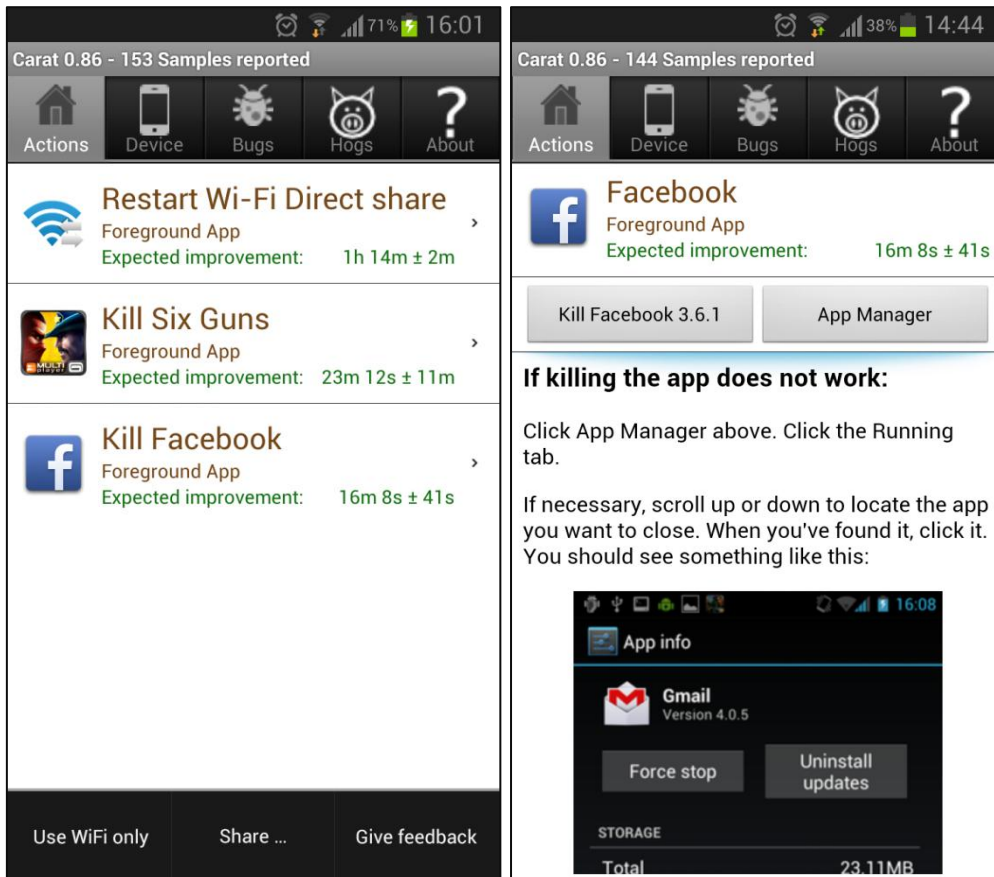 71% 16:01
Carat 0.86 - 153 Samples reported
Actions Device Bugs Hogs About
Restart Wi-Fi Direct share
Foreground App
Expected improvement: 1h 14m ± 2m
Kill Six Guns
Foreground App
Expected improvement: 23m 12s ± 11m
Kill Facebook
Foreground App
Expected improvement: 16m 8s ± 41s
Use WiFi only Share ... Give feedback
38% 14:44
Carat 0.86 - 144 Samples reported
Actions Device Bugs Hogs About
Facebook
Foreground App
Expected improvement: 16m 8s ± 41s
Kill Facebook 3.6.1 App Manager
If killing the app does not work:
Click App Manager above. Click the Running
tab.
If necessary, scroll up or down to locate the app
you want to close. When you've found it, click it.
You should see something like this:
16:08
App info
Gmail
Version 4.0.5
Force stop
Uninstall
updates
STORAGE
Total 23.11MB